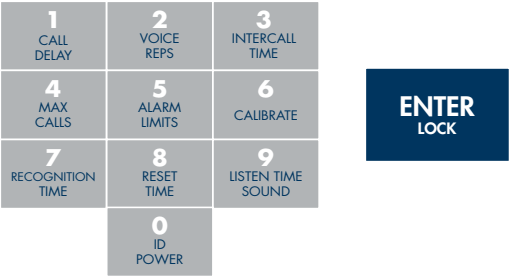 1
CALL
DELAY
2
VOICE
REPS
3
INTERCALL
TIME
4
MAX
CALLS
5
ALARM
LIMITS
6
CALIBRATE
7
RECOGNITION
TIME
8
RESET
TIME
9
LISTEN TIME
SOUND
0
ID
POWER
ENTER
LOCK